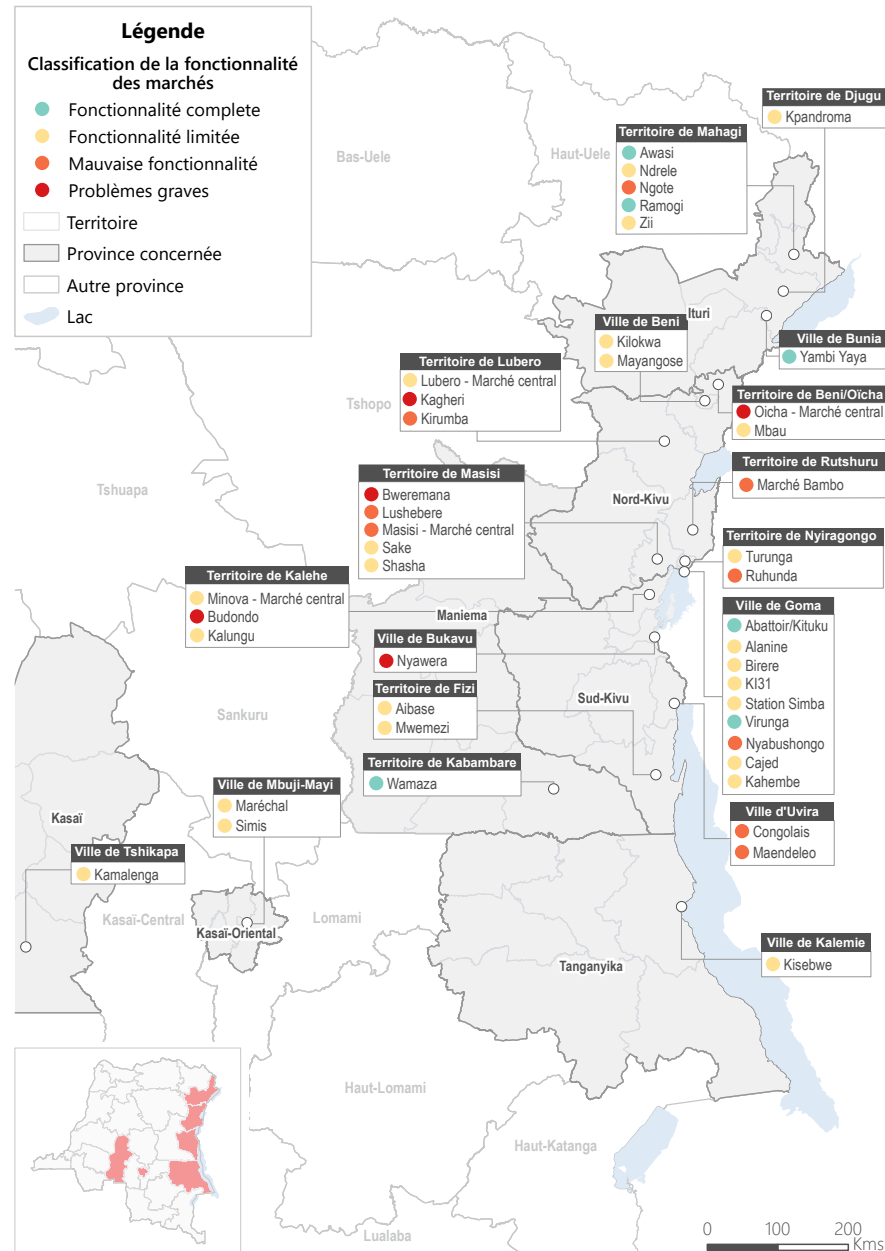 Légende
Classification de la fonctionnalité
des marchés
Fonctionnalité complete
Fonctionnalité limitée
Mauvaise fonctionnalité
Problèmes graves
Territoire
Province concernée
Autre province
Lac
Bas-Uele
Haut-Uele
Territoire de Djugu
Kpandroma
Territoire de Mahagi
Awasi
Ndrele
Ngote
Ramogi
Zii
Ituri
Ville de Beni
Kilokwa
Mayangose
Ville de Bunia
Yambi Yaya
Territoire de Lubero
Lubero - Marché central
Kagheri
Kirumba
Tshopo
Territoire de Beni/Oïcha
Oicha - Marché central
Mbau
Territoire de Rutshuru
Marché Bambo
Tshuapa
Territoire de Masisi
Bweremana
Lushebere
Masisi - Marché central
Sake
Shasha
Nord-Kivu
Territoire de Nyiragongo
Turunga
Ruhunda
Territoire de Kalehe
Minova - Marché central
Budondo
Kalungu
Maniema
Ville de Goma
Abattoir/Kituku
Alanine
Birere
KI31
Station Simba
Virunga
Nyabushongo
Cajed
Kahembe
Ville de Bukavu
Nyawera
Territoire de Fizi
Aibase
Mwemezi
Sud-Kivu
Sankuru
Territoire de Kabambare
Wamaza
Ville d'Uvira
Congolais
Maendeleo
Ville de Mbuji-Mayi
Maréchal
Simis
Kasaï
Ville de Tshikapa
Kamalenga
Kasaï-Central
Kasaï-Oriental
Lomami
Tanganyika
Ville de Kalemie
Kisebwe
Haut-Lomami
Haut-Katanga
Lualaba
0 100 200
Kms